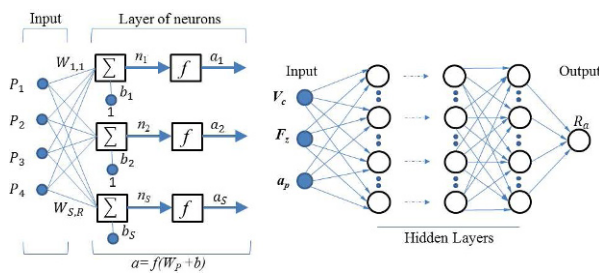 Input
Layer of neurons
W1,1
∑
n1
f
a1
P1
b1
1
P2
∑
n2
f
a2
P3
b2
1
P4
WS,R
∑
nS
f
aS
bS
a= f(WP +b)
Input
Output
Vc
Fz
ap
Ra
Hidden Layers